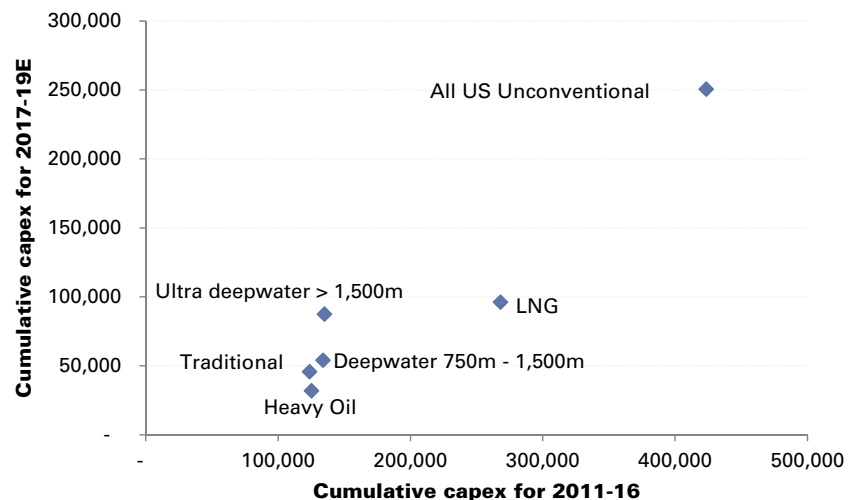 300,000
250,000
200,000
150,000
100,000
50,000
-
Cumulative capex for 2017-19E
All US Unconventional
Ultra deepwater > 1,500m
LNG
Traditional
Deepwater 750m - 1,500m
Heavy Oil
-
100,000
200,000
300,000
400,000
500,000
Cumulative capex for 2011-16